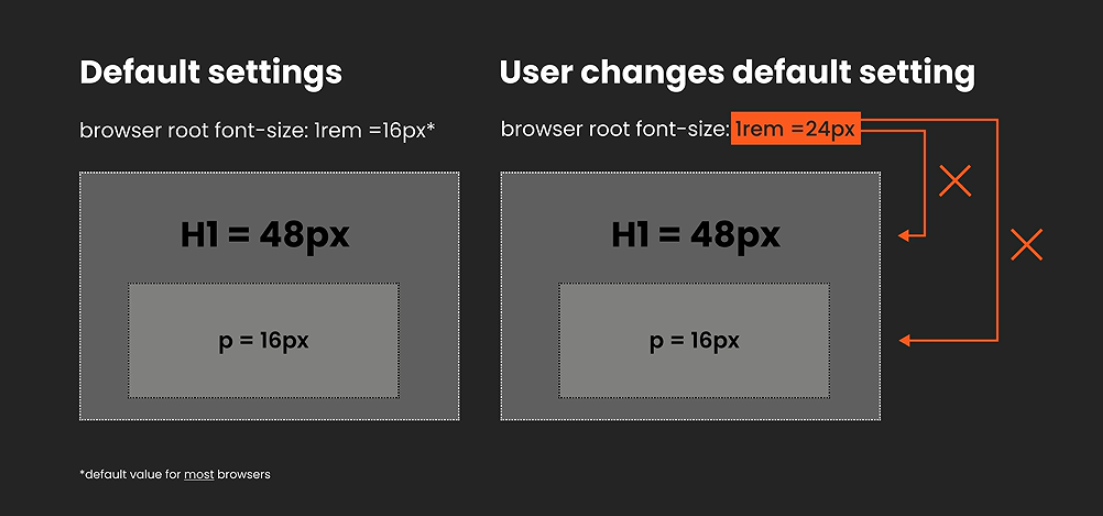 Default settings
browser root font-size: 1rem =16px*
H1 = 48px
p = 16px
User changes default setting
browser root font-size: 1rem =24px
H1 = 48px
p = 16px
*default value for most browsers